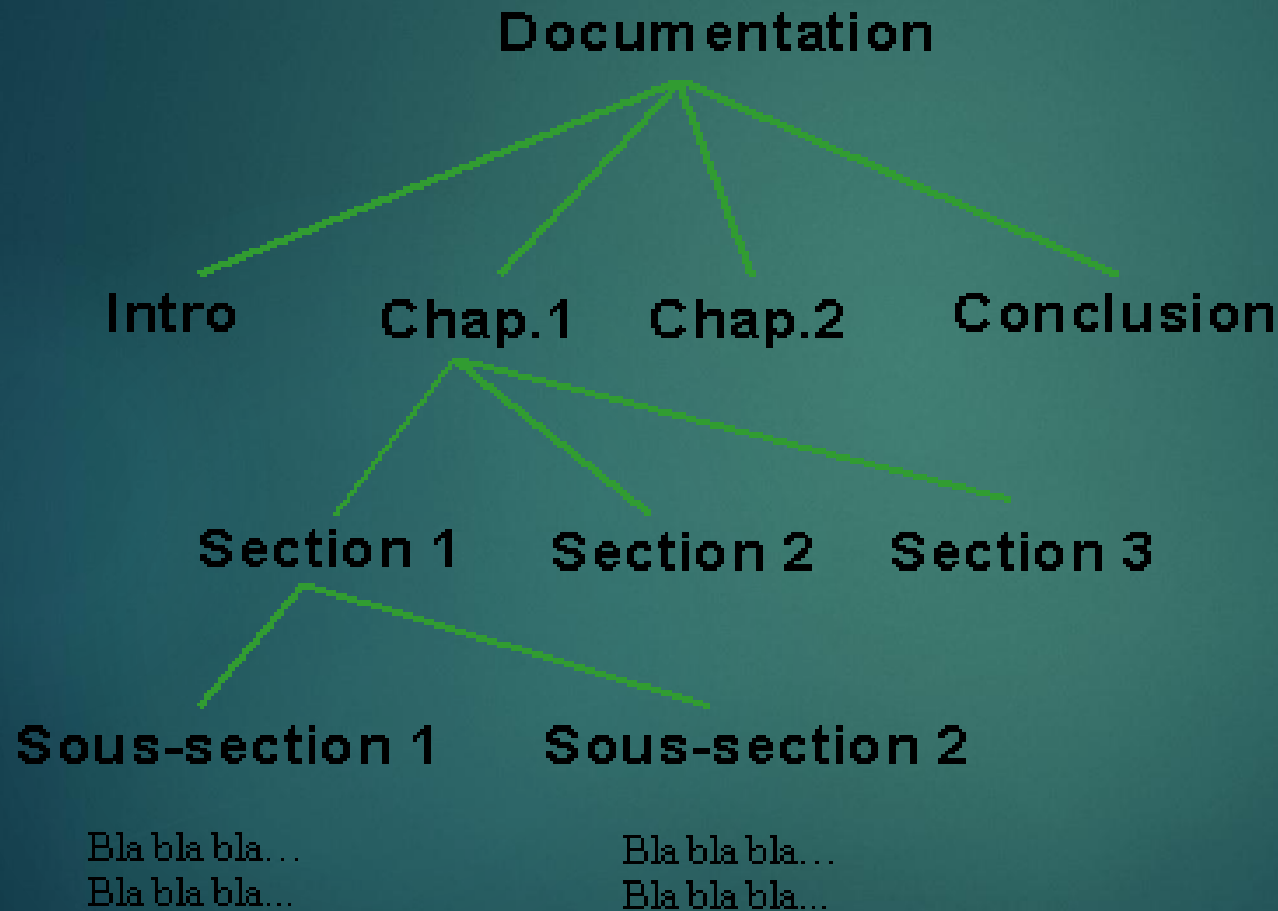 Documentation
Intro Chap.1 Chap.2 Conclusion
Section 1 Section 2 Section 3
Sous-section 1 Sous-section 2
Bla bla bla... Bla bla bla...
Bla bla bla... Bla bla bla...